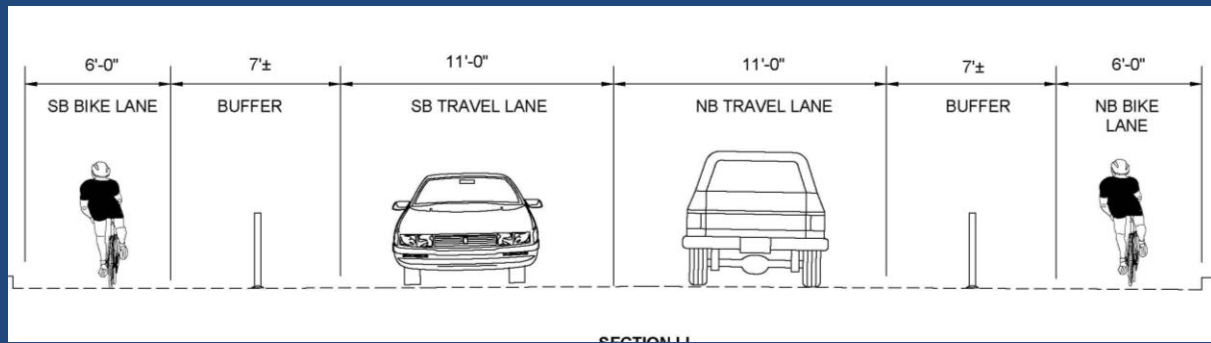 6'-0" 7'± 11'-0" 11'-0" 7'± 6'-0"
SB BIKE LANE BUFFER SB TRAVEL LANE NB TRAVEL LANE BUFFER NB BIKE
LANE
SECTION